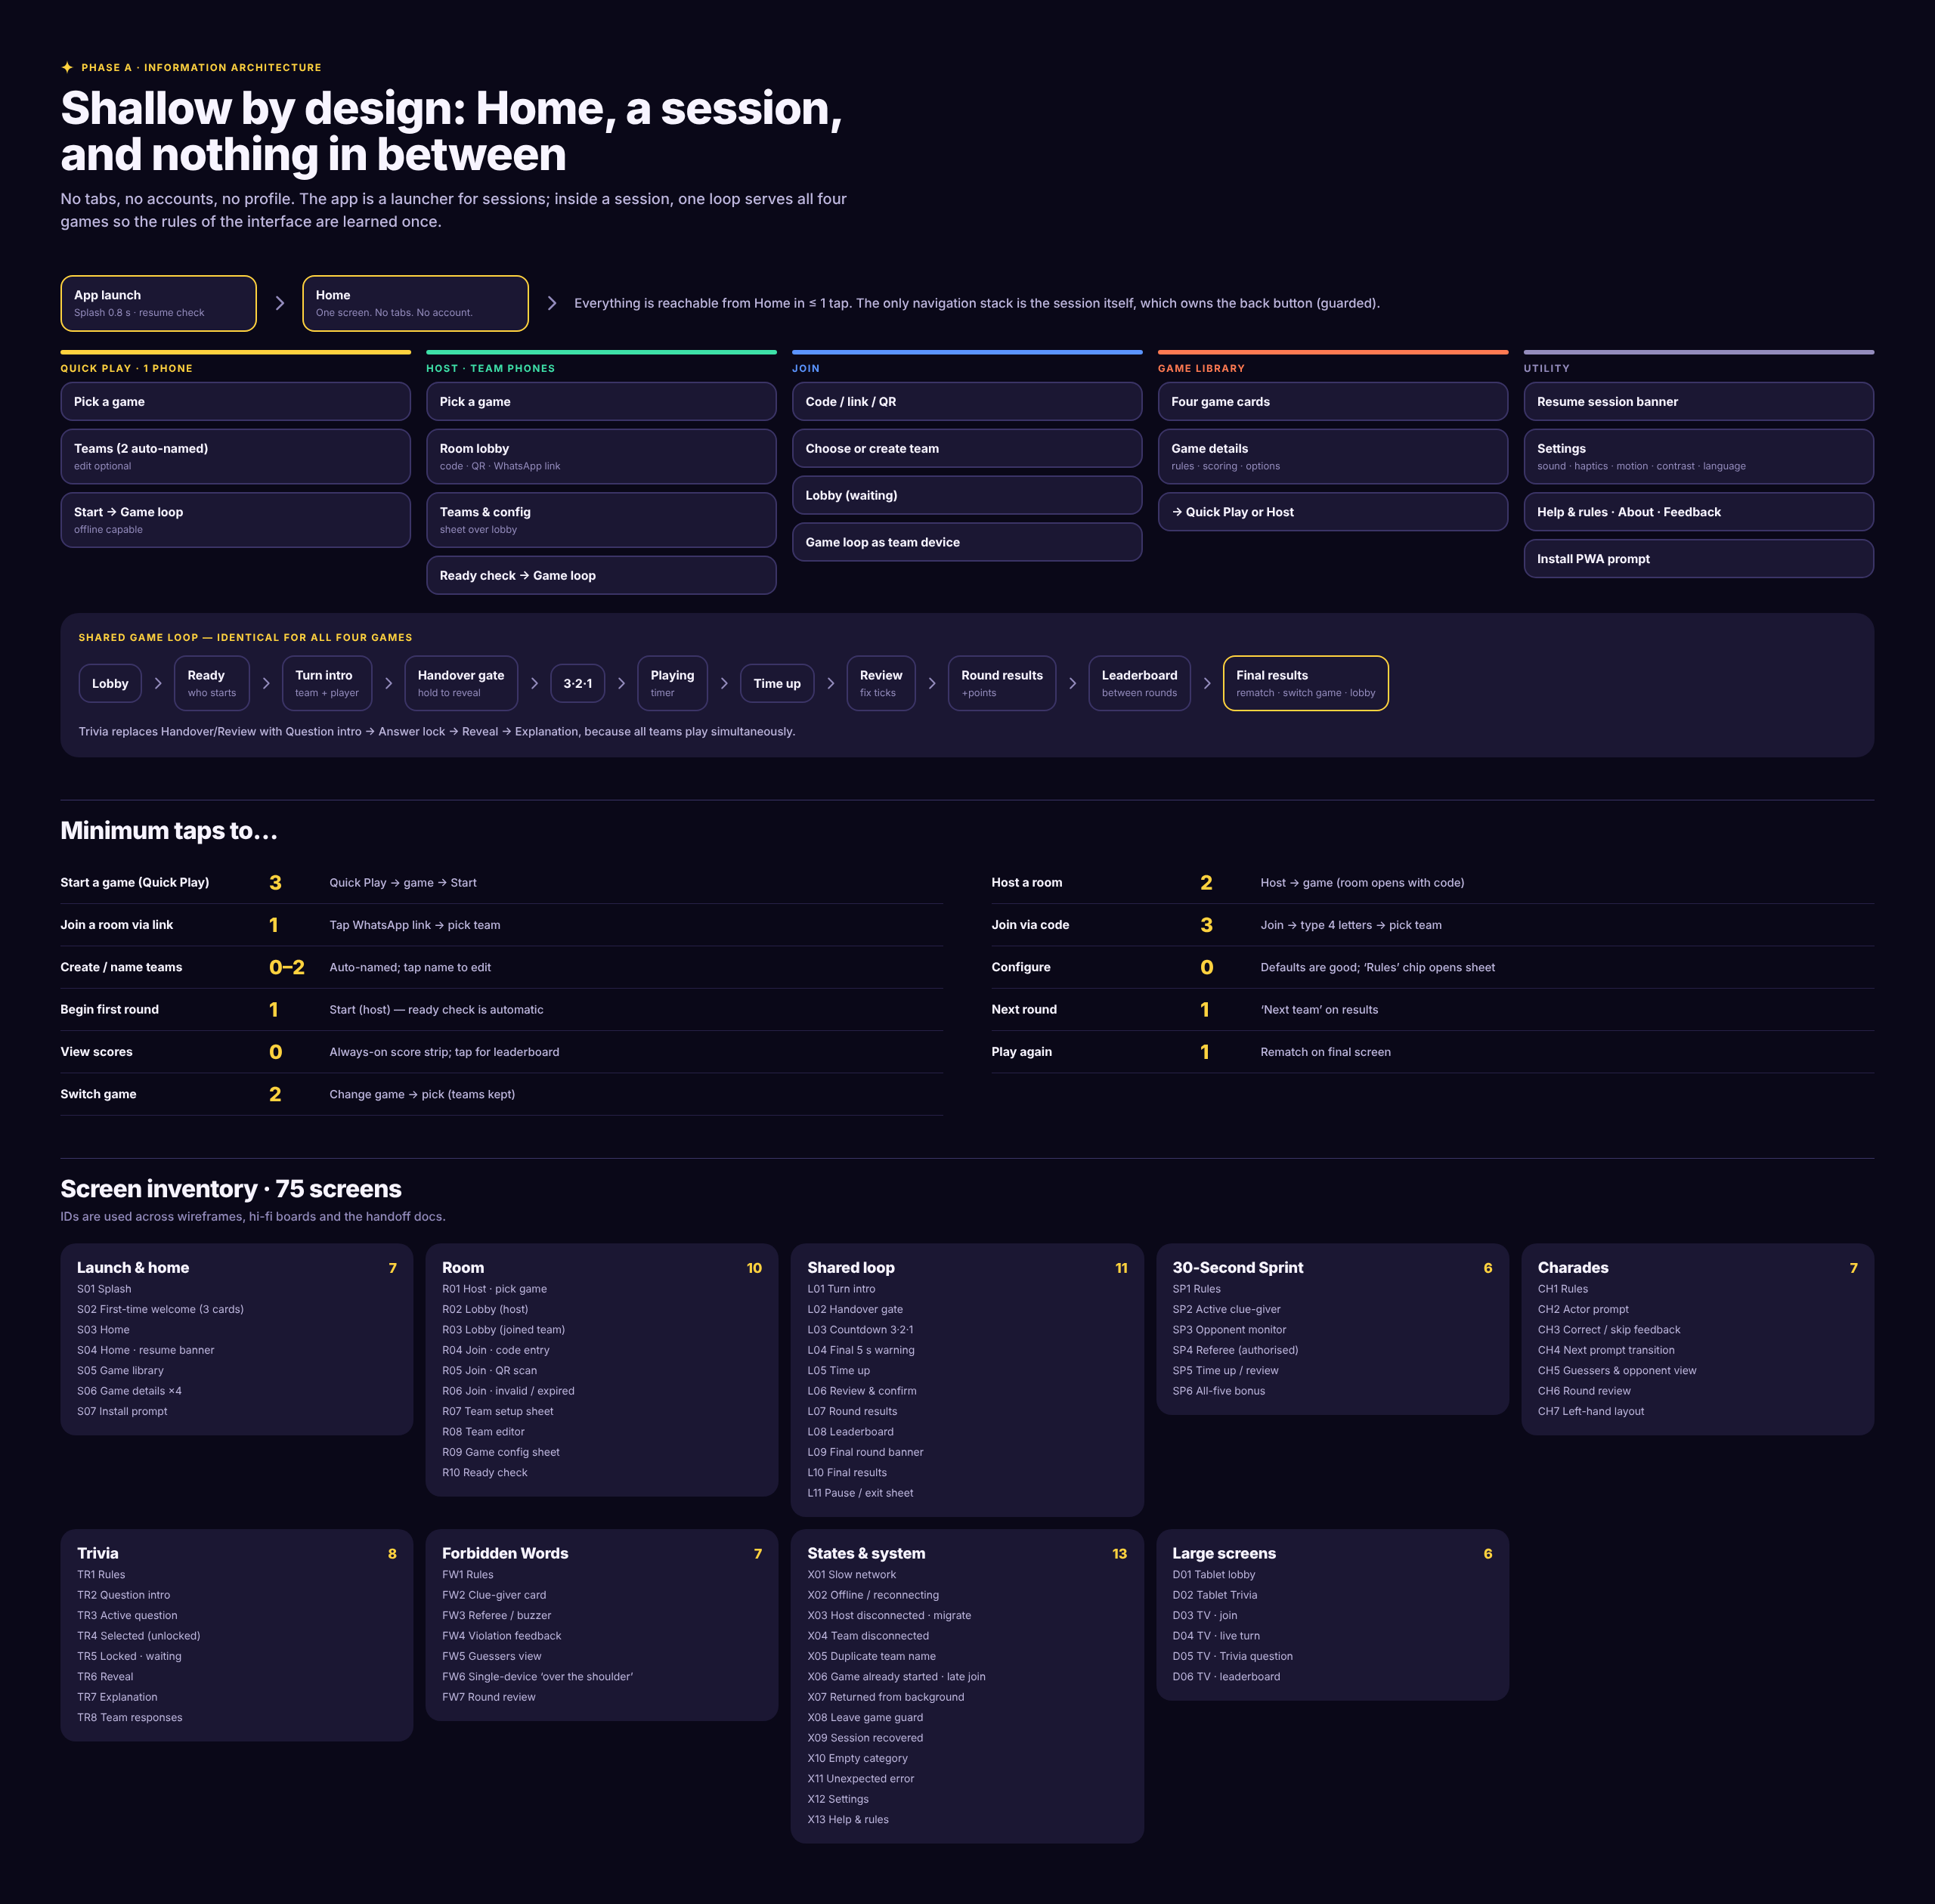 PHASE A · INFORMATION ARCHITECTURE
Shallow by design: Home, a session,
and nothing in between
No tabs, no accounts, no profile. The app is a launcher for sessions; inside a session, one loop serves all four
games so the rules of the interface are learned once.
App launch
Splash 0.8 s · resume check
Home
One screen. No tabs. No account.
Everything is reachable from Home in ≤ 1 tap. The only navigation stack is the session itself, which owns the back button (guarded).
QUICK PLAY · 1 PHONE
Pick a game
Teams (2 auto-named)
edit optional
Start → Game loop
offline capable
HOST · TEAM PHONES
Pick a game
Room lobby
code · QR · WhatsApp link
Teams & config
sheet over lobby
Ready check → Game loop
JOIN
Code / link / QR
Choose or create team
Lobby (waiting)
Game loop as team device
GAME LIBRARY
Four game cards
Game details
rules · scoring · options
→ Quick Play or Host
UTILITY
Resume session banner
Settings
sound · haptics · motion · contrast · language
Help & rules · About · Feedback
Install PWA prompt
SHARED GAME LOOP — IDENTICAL FOR ALL FOUR GAMES
Lobby
Ready
who starts
Turn intro
team + player
Handover gate
hold to reveal
3·2·1
Playing
timer
Time up
Review
fix ticks
Round results
+points
Leaderboard
between rounds
Final results
rematch · switch game · lobby
Trivia replaces Handover/Review with Question intro → Answer lock → Reveal → Explanation, because all teams play simultaneously.
Minimum taps to…
Start a game (Quick Play) 3 Quick Play → game → Start
Host a room 2 Host → game (room opens with code)
Join a room via link 1 Tap WhatsApp link → pick team
Join via code 3 Join → type 4 letters → pick team
Create / name teams 0–2 Auto-named; tap name to edit
Configure 0 Defaults are good; ‘Rules’ chip opens sheet
Begin first round 1 Start (host) — ready check is automatic
Next round 1 ‘Next team’ on results
View scores 0 Always-on score strip; tap for leaderboard
Play again 1 Rematch on final screen
Switch game 2 Change game → pick (teams kept)
Screen inventory · 75 screens
IDs are used across wireframes, hi-fi boards and the handoff docs.
Launch & home 7
S01 Splash
S02 First-time welcome (3 cards)
S03 Home
S04 Home · resume banner
S05 Game library
S06 Game details ×4
S07 Install prompt
Room 10
R01 Host · pick game
R02 Lobby (host)
R03 Lobby (joined team)
R04 Join · code entry
R05 Join · QR scan
R06 Join · invalid / expired
R07 Team setup sheet
R08 Team editor
R09 Game config sheet
R10 Ready check
Shared loop 11
L01 Turn intro
L02 Handover gate
L03 Countdown 3·2·1
L04 Final 5 s warning
L05 Time up
L06 Review & confirm
L07 Round results
L08 Leaderboard
L09 Final round banner
L10 Final results
L11 Pause / exit sheet
30-Second Sprint 6
SP1 Rules
SP2 Active clue-giver
SP3 Opponent monitor
SP4 Referee (authorised)
SP5 Time up / review
SP6 All-five bonus
Charades 7
CH1 Rules
CH2 Actor prompt
CH3 Correct / skip feedback
CH4 Next prompt transition
CH5 Guessers & opponent view
CH6 Round review
CH7 Left-hand layout
Trivia 8
TR1 Rules
TR2 Question intro
TR3 Active question
TR4 Selected (unlocked)
TR5 Locked · waiting
TR6 Reveal
TR7 Explanation
TR8 Team responses
Forbidden Words 7
FW1 Rules
FW2 Clue-giver card
FW3 Referee / buzzer
FW4 Violation feedback
FW5 Guessers view
FW6 Single-device ‘over the shoulder’
FW7 Round review
States & system 13
X01 Slow network
X02 Offline / reconnecting
X03 Host disconnected · migrate
X04 Team disconnected
X05 Duplicate team name
X06 Game already started · late join
X07 Returned from background
X08 Leave game guard
X09 Session recovered
X10 Empty category
X11 Unexpected error
X12 Settings
X13 Help & rules
Large screens 6
D01 Tablet lobby
D02 Tablet Trivia
D03 TV · join
D04 TV · live turn
D05 TV · Trivia question
D06 TV · leaderboard